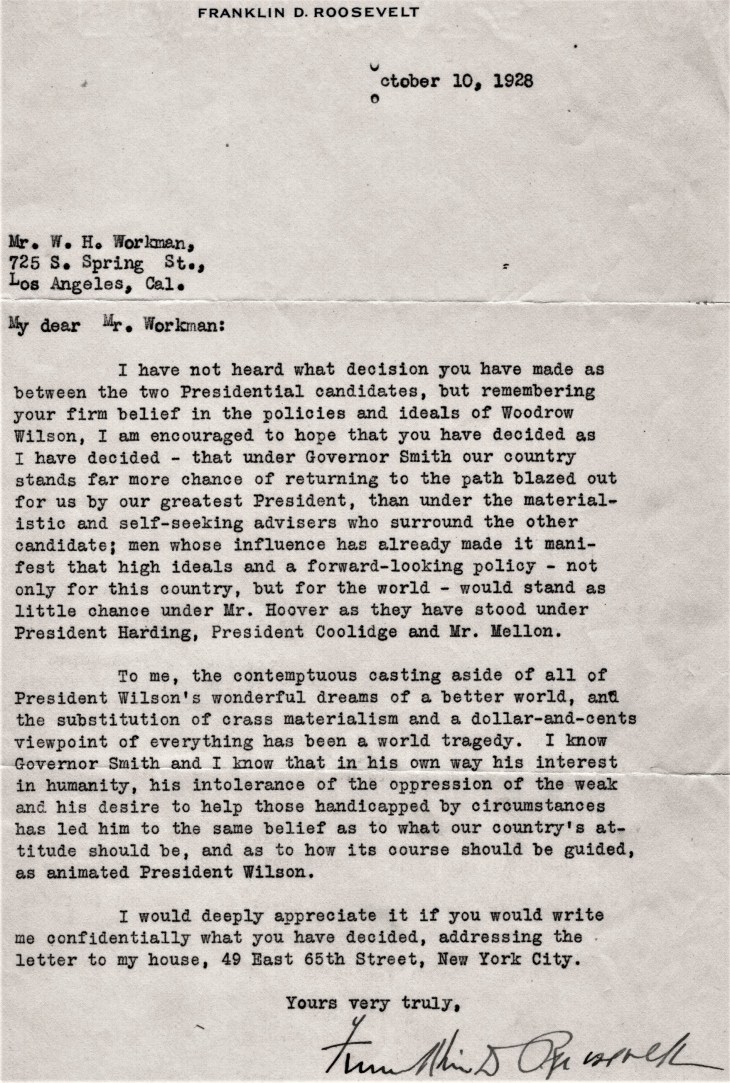 FRANKLIN D. ROOSEVELT
October 10, 1928
Mr. W. H. Workman,
725 S. Spring St.,
Los Angeles, Cal.
My dear Mr. Workman:
I have not heard what decision you have made as
between the two Presidential candidates, but remembering
your firm belief in the policies and ideals of Woodrow
Wilson, I am encouraged to hope that you have decided as
I have decided - that under Governor Smith our country
stands far more chance of returning to the path blazed out
for us by our greatest President, than under the material-
istic and self-seeking advisers who surround the other
candidate; men whose influence has already made it mani-
fest that high ideals and a forward-looking policy - not
only for this country, but for the world - would stand as
little chance under Mr. Hoover as they have stood under
President Harding, President Coolidge and Mr. Mellon.
To me, the contemptuous casting aside of all of
President Wilson's wonderful dreams of a better world, and
the substitution of crass materialism and a dollar-and-cents
viewpoint of everything has been a world tragedy. I know
Governor Smith and I know that in his own way his interest
in humanity, his intolerance of the oppression of the weak
and his desire to help those handicapped by circumstances
has led him to the same belief as to what our country's at-
titude should be, and as to how its course should be guided,
as animated President Wilson.
I would deeply appreciate it if you would write
me confidentially what you have decided, addressing the
letter to my house, 49 East 65th Street, New York City.
Yours very truly,
Franklin D Roosevelt